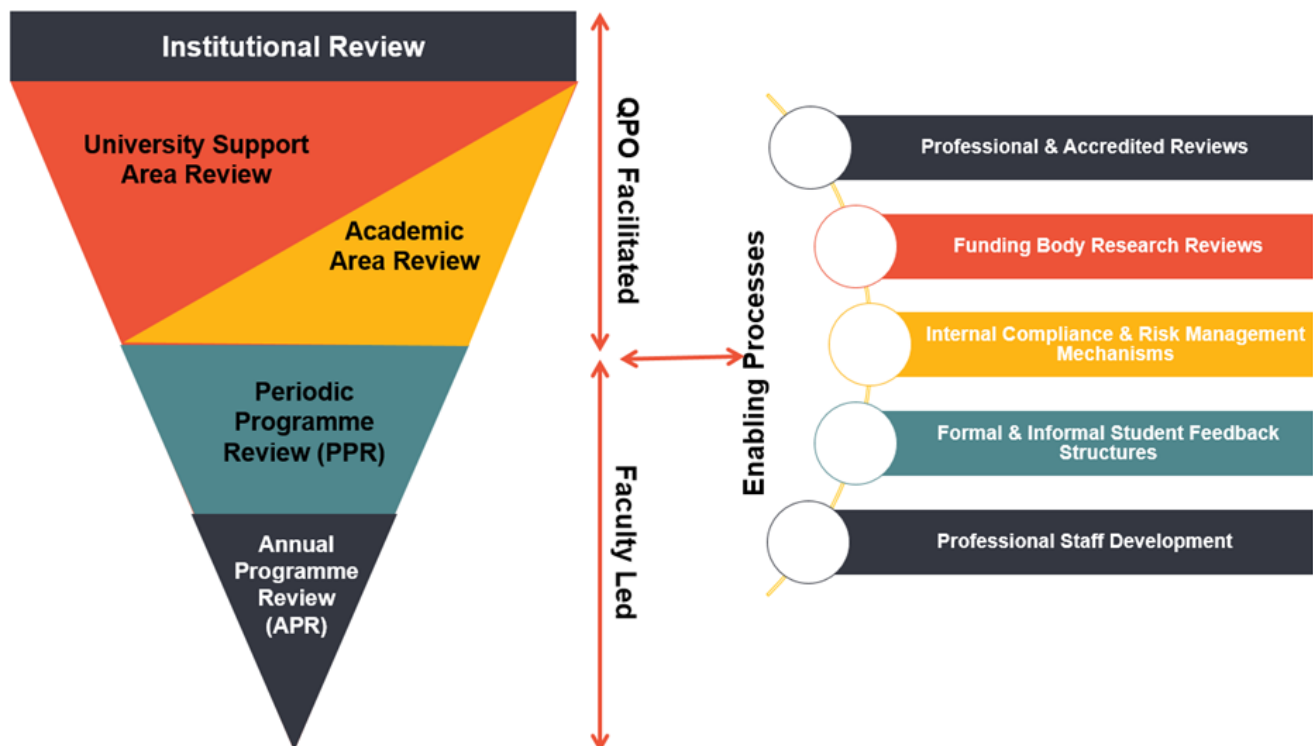 Institutional Review
University Support
Area Review
Academic
Area Review
Periodic
Programme
Review (PPR)
Annual
Programme
Review
(APR)
QPO Facilitated
Faculty Led
Enabling Processes
Professional & Accredited Reviews
Funding Body Research Reviews
Internal Compliance & Risk Management
Mechanisms
Formal & Informal Student Feedback
Structures
Professional Staff Development